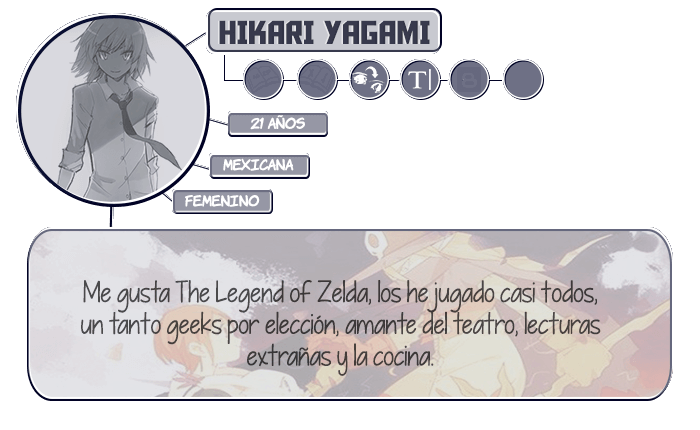 HIKARI YAGAMI
T|
21 AÑOS
MEXICANA
FEMENINO
Me gusta The Legend of Zelda, los he jugado casi todos,
un tanto geeks por elección, amante del teatro, lecturas
extrañas y la cocina.